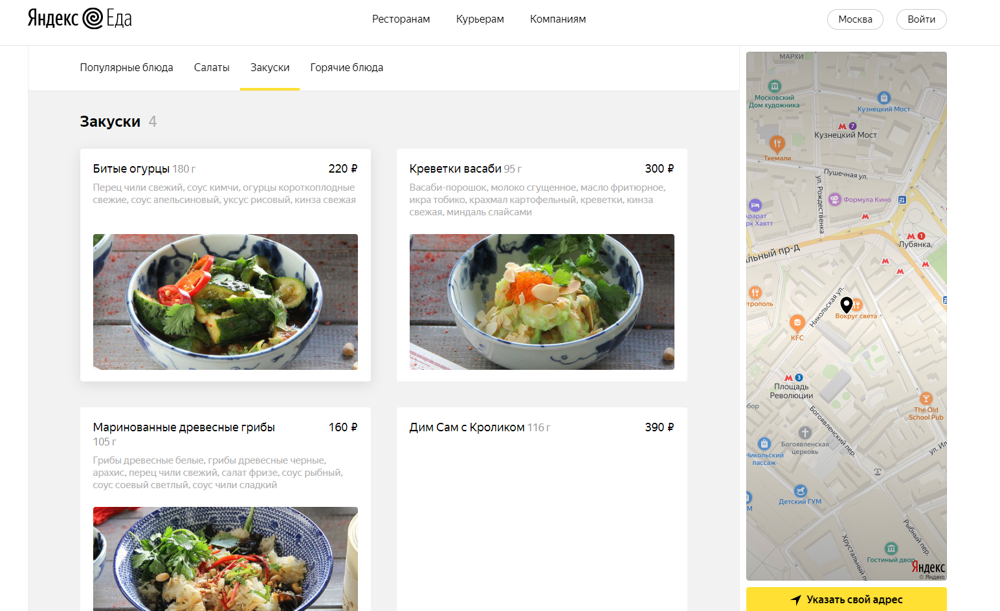 Яндекс Еда
Ресторанам
Курьерам
Компаниям
Москва
Войти
Популярные блюда
Салаты
Закуски
Горячие блюда
Закуски 4
Битые огурцы 180 г
220 ₽
Перец чили свежий, соус кимчи, огурцы короткоплодные
свежие, соус апельсиновый, уксус рисовый, кинза свежая
Креветки васаби 95 г
300 ₽
Васаби-порошок, молоко сгущенное, масло фритюрное,
икра тобико, крахмал картофельный, креветки, кинза
свежая, миндаль слайсами
Маринованные древесные грибы
105 г
160 ₽
Грибы древесные белые, грибы древесные черные,
арахис, перец чили свежий, салат фризе, соус рыбный,
соус соевый светлый, соус чили сладкий
Дим Сам с Кроликом 116 г
390 ₽
МАРХИ
Московский
Дом художника
Кузнецкий Мост
7
Кузнецкий Мост
Ткемали
Пушечная ул.
ул. Рождественка
Формула Кино
арат
рк Хаятт
1
Лубянка
альный пр-д
трополь
Никольская ул.
Вокруг света
KFC
3
Площадь
Революции
обор
The Old
School Pub
Богоявленский пер.
Богоявленская
церковь
ул. Ил
Никольский
пассаж
Детский ГУМ
М
Рыбный пер.
Хрустальный п
Гостиный двор
Яндекс
© Яндекс
Указать свой адрес